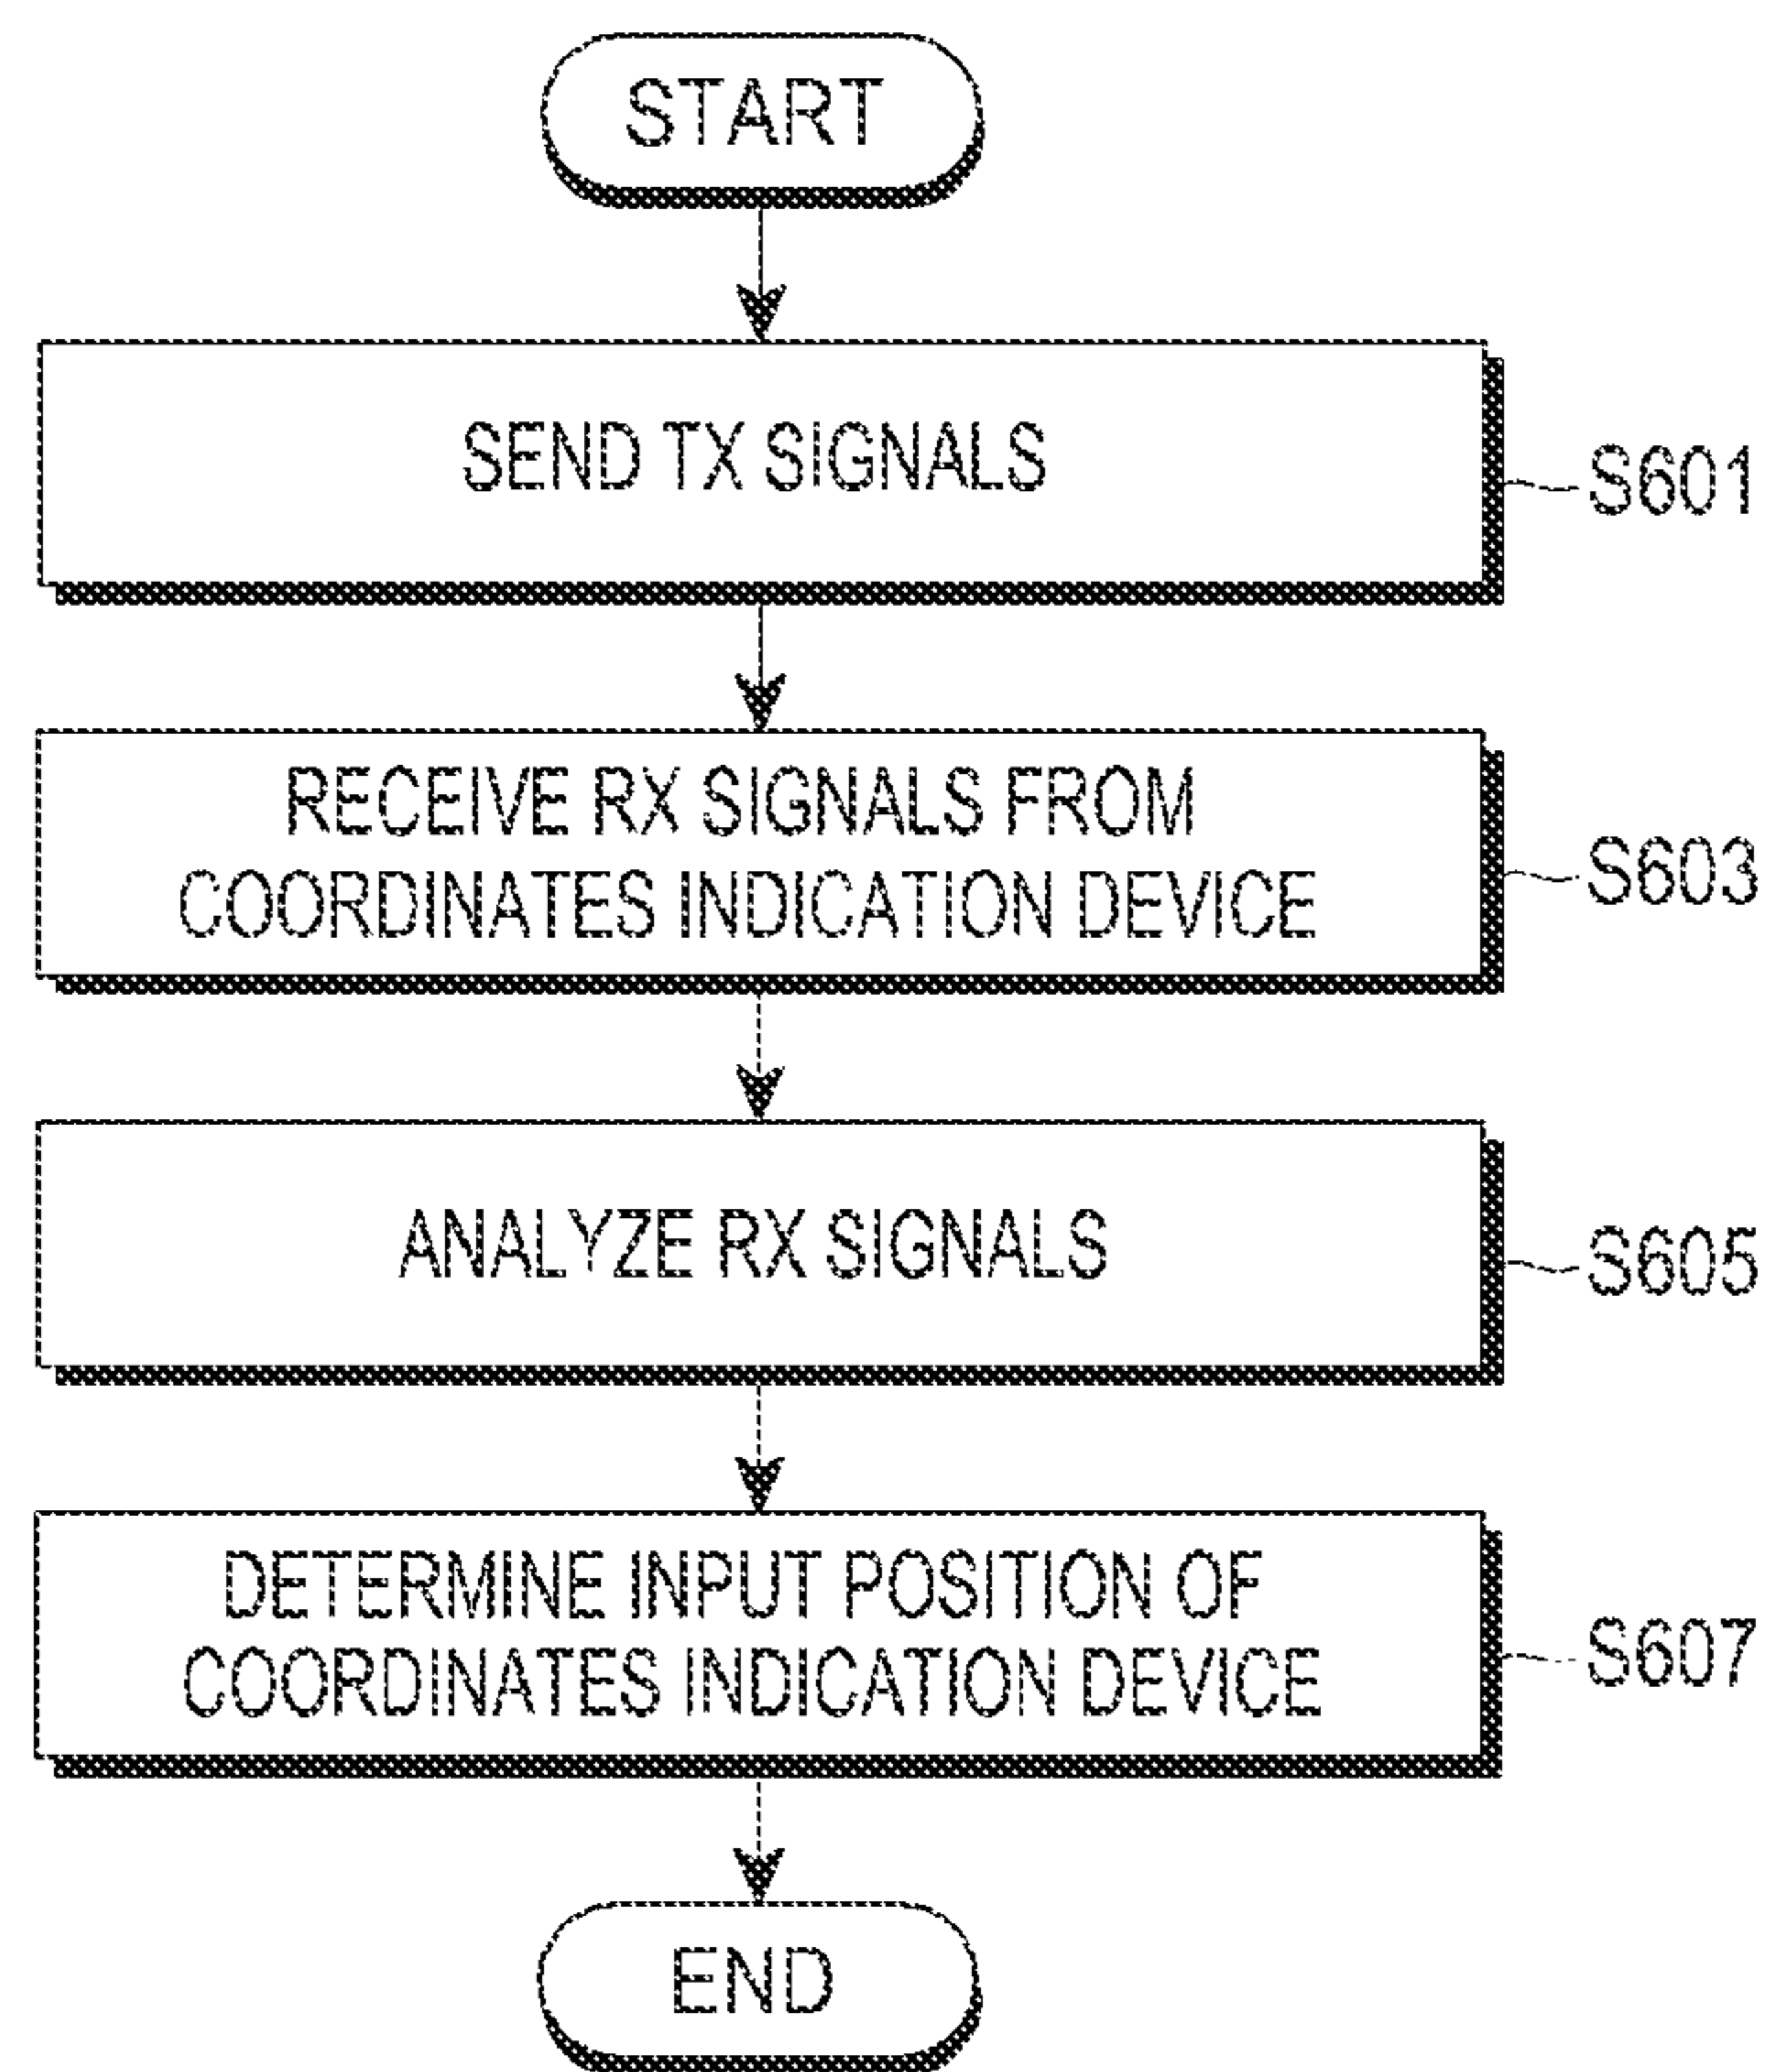 START
SEND TX SIGNALS
S601
RECEIVE RX SIGNALS FROM
COORDINATES INDICATION DEVICE
S603
ANALYZE RX SIGNALS
S605
DETERMINE INPUT POSITION OF
COORDINATES INDICATION DEVICE
S607
END